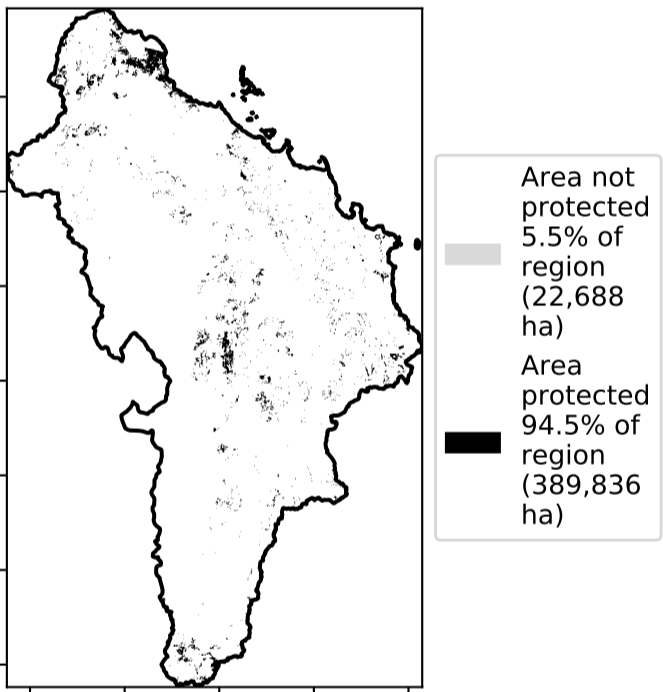 Area not
protected
5.5% of
region
(22,688
ha)
Area
protected
94.5% of
region
(389,836
ha)